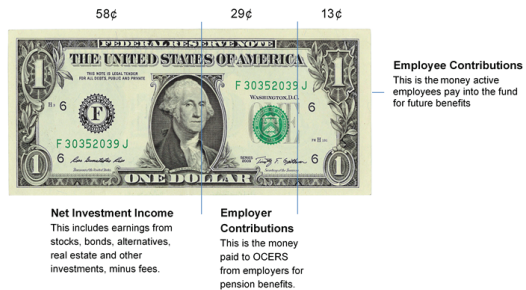 58¢ 29¢ 13¢
FEDERAL RESERVE NOTE
THE UNITED STATES OF AMERICA
THIS NOTE IS LEGAL TENDER
FOR ALL DEBTS, PUBLIC AND PRIVATE
F 30352039 J
WASHINGTON, D.C.
6 6
F
F 30352039 J
6 6
SERIES
2009
ONE DOLLAR
1 1
1 1
Employee Contributions
This is the money active
employees pay into the fund
for future benefits
Net Investment Income
This includes earnings from
stocks, bonds, alternatives,
real estate and other
investments, minus fees.
Employer
Contributions
This is the money
paid to OCERS
from employers for
pension benefits.